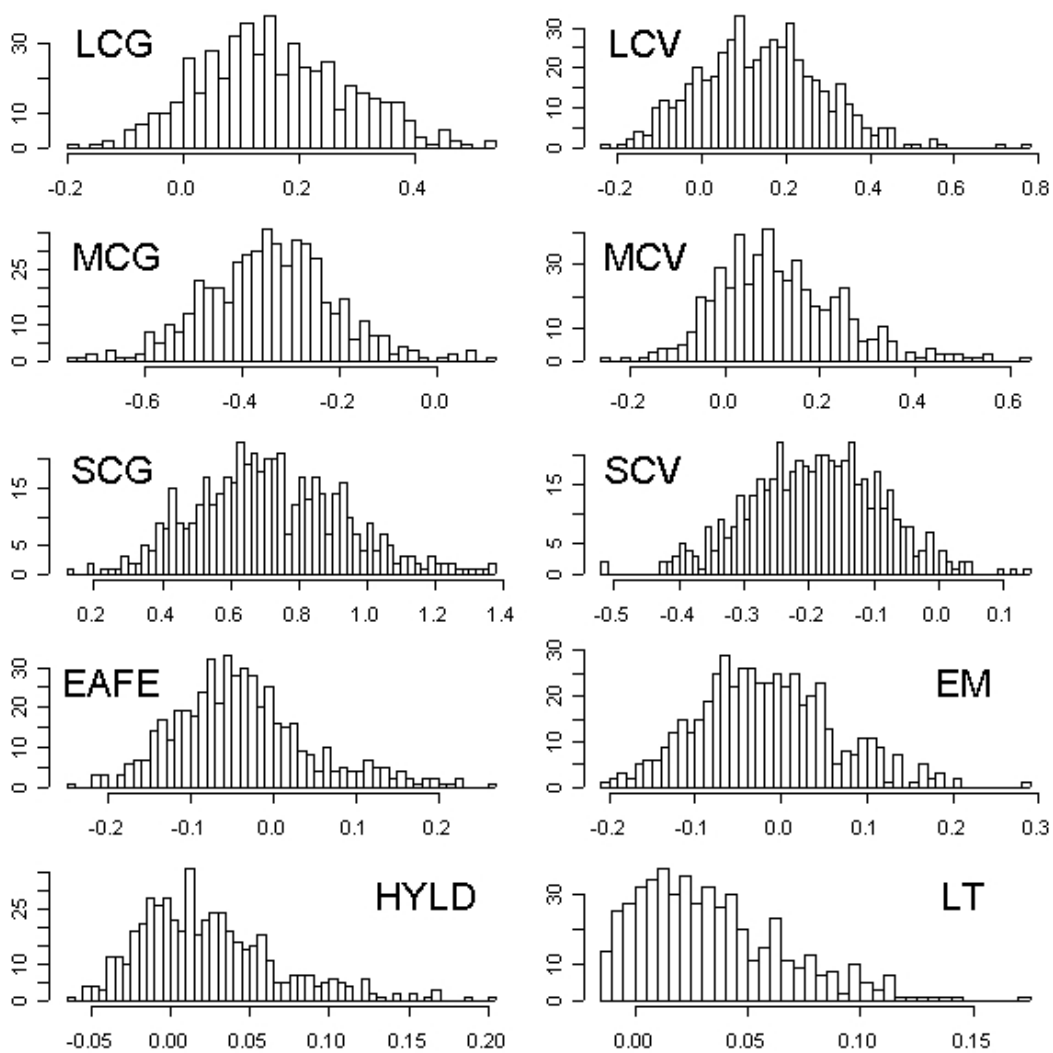 LCG
0 10 30
-0.2 0.0 0.2 0.4
LCV
0 10 20 30
-0.2 0.0 0.2 0.4 0.6 0.8
MCG
0 10 25
-0.6 -0.4 -0.2 0.0
MCV
0 10 30
-0.2 0.0 0.2 0.4 0.6
SCG
0 5 15
0.2 0.4 0.6 0.8 1.0 1.2 1.4
SCV
0 5 15
-0.5 -0.4 -0.3 -0.2 -0.1 0.0 0.1
EAFE
0 10 20 30
-0.2 -0.1 0.0 0.1 0.2
EM
0 10 20 30
-0.2 -0.1 0.0 0.1 0.2 0.3
HYLD
0 10 25
-0.05 0.00 0.05 0.10 0.15 0.20
LT
0 10 30
0.00 0.05 0.10 0.15